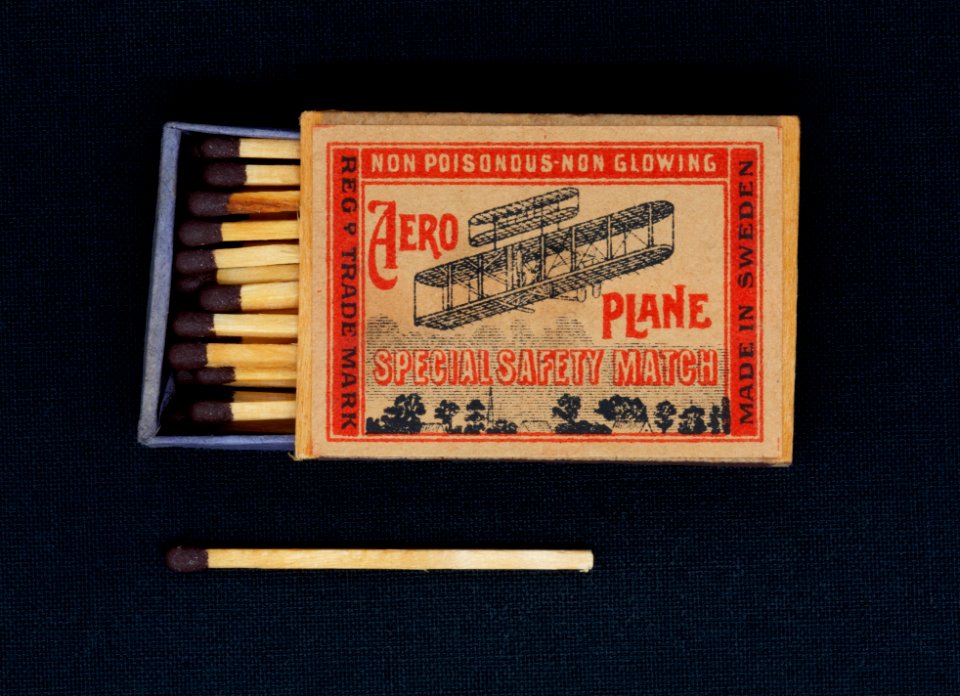 NON POISONOUS-NON GLOWING
REG'D TRADE MARK
AERO
PLANE
SPECIAL SAFETY MATCH
MADE IN SWEDEN